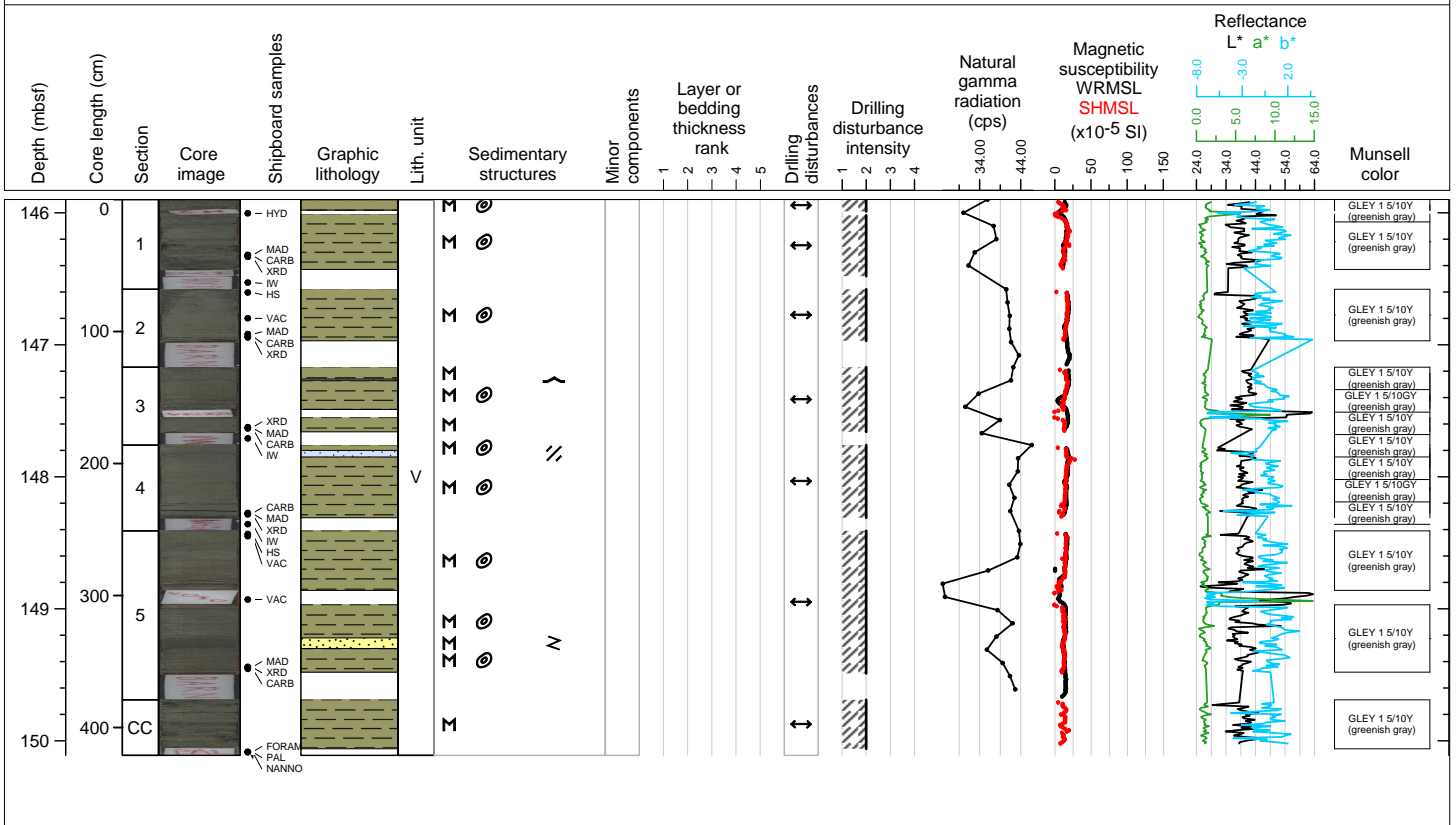 Depth (mbsf)
Core length (cm)
Section
Core
image
Shipboard samples
Graphic
lithology
Lith. unit
Sedimentary
structures
Minor
components
Layer or
bedding
thickness
rank
1 2 3 4 5
Drilling
disturbances
Drilling
disturbance
intensity
1 2 3 4
Natural
gamma
radiation
(cps)
34.00 44.00
Magnetic
susceptibility
WRMSL
SHMSL
(x10-5 SI)
0 50 100 150
Reflectance
L* a* b*
-8.0 -3.0 2.0
0.0 5.0 10.0 15.0
24.0 34.0 44.0 54.0 64.0
Munsell
color
146
147
148
149
150
0
100
200
300
400
1
2
3
4
5
CC
HYD
MAD
CARB
XRD
IW
HS
VAC
MAD
CARB
XRD
XRD
MAD
CARB
IW
CARB
MAD
XRD
IW
HS
VAC
VAC
MAD
XRD
CARB
FORAM
PAL
NANNO
V
M
M
M
M
M
M
M
M
M
M
M
M
M
GLEY 1 5/10Y
(greenish gray)
GLEY 1 5/10Y
(greenish gray)
GLEY 1 5/10Y
(greenish gray)
GLEY 1 5/10Y
(greenish gray)
GLEY 1 5/10GY
(greenish gray)
GLEY 1 5/10Y
(greenish gray)
GLEY 1 5/10Y
(greenish gray)
GLEY 1 5/10Y
(greenish gray)
GLEY 1 5/10GY
(greenish gray)
GLEY 1 5/10Y
(greenish gray)
GLEY 1 5/10Y
(greenish gray)
GLEY 1 5/10Y
(greenish gray)
GLEY 1 5/10Y
(greenish gray)